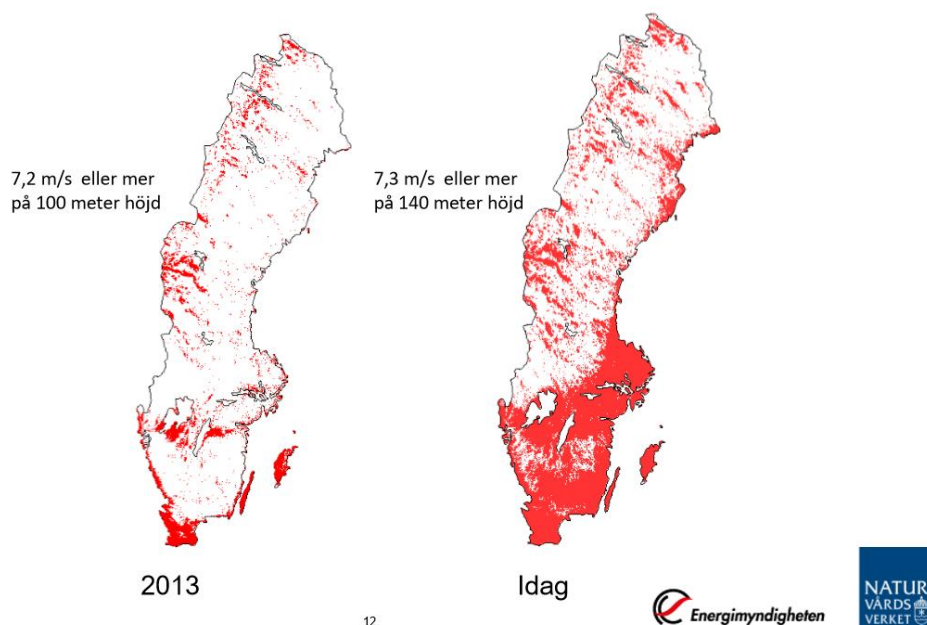 7,2 m/s eller mer
på 100 meter höjd
7,3 m/s eller mer
på 140 meter höjd
2013
Idag
12
Energimyndigheten
NATUR
VÅRDS
VERKET